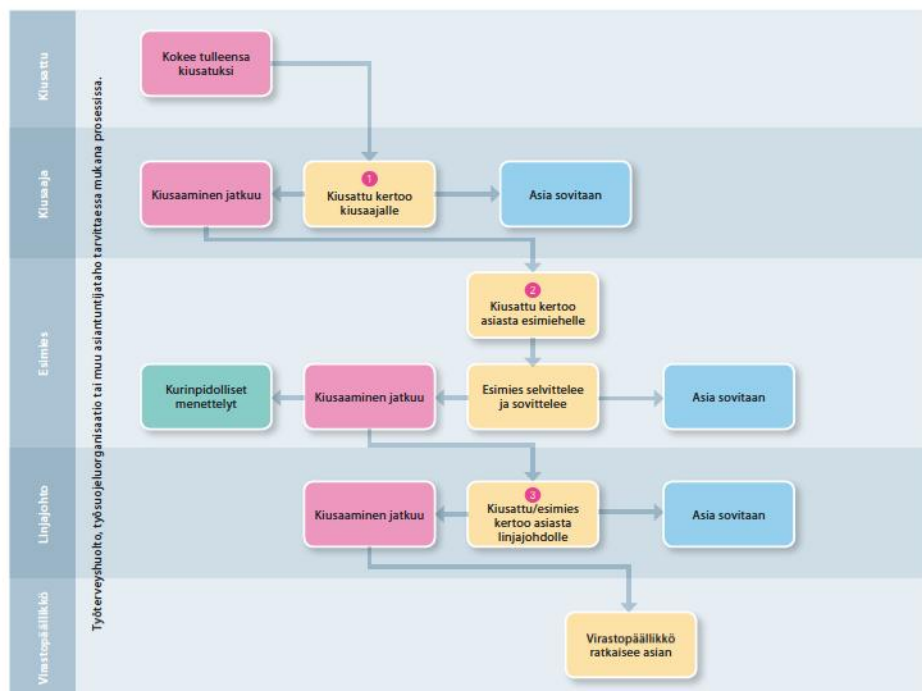 Kiusattu
Kiusaaja
Esimies
Linjajohto
Virastopäällikkö
Työterveyshuolto, työsuojeluorganisaatio tai muu asiantuntijataho tarvittaessa mukana prosessissa.
Kokee tulleensa
kiusatuksi
Kiusaaminen jatkuu
1
Kiusattu kertoo
kiusaajalle
Asia sovitaan
2
Kiusattu kertoo
asiasta esimiehelle
Kurinpidolliset
menettelyt
Kiusaaminen jatkuu
Esimies selvittelee
ja sovittelee
Asia sovitaan
Kiusaaminen jatkuu
3
Kiusattu/esimies
kertoo asiasta
linjajohdolle
Asia sovitaan
Virastopäällikkö
ratkaisee asian